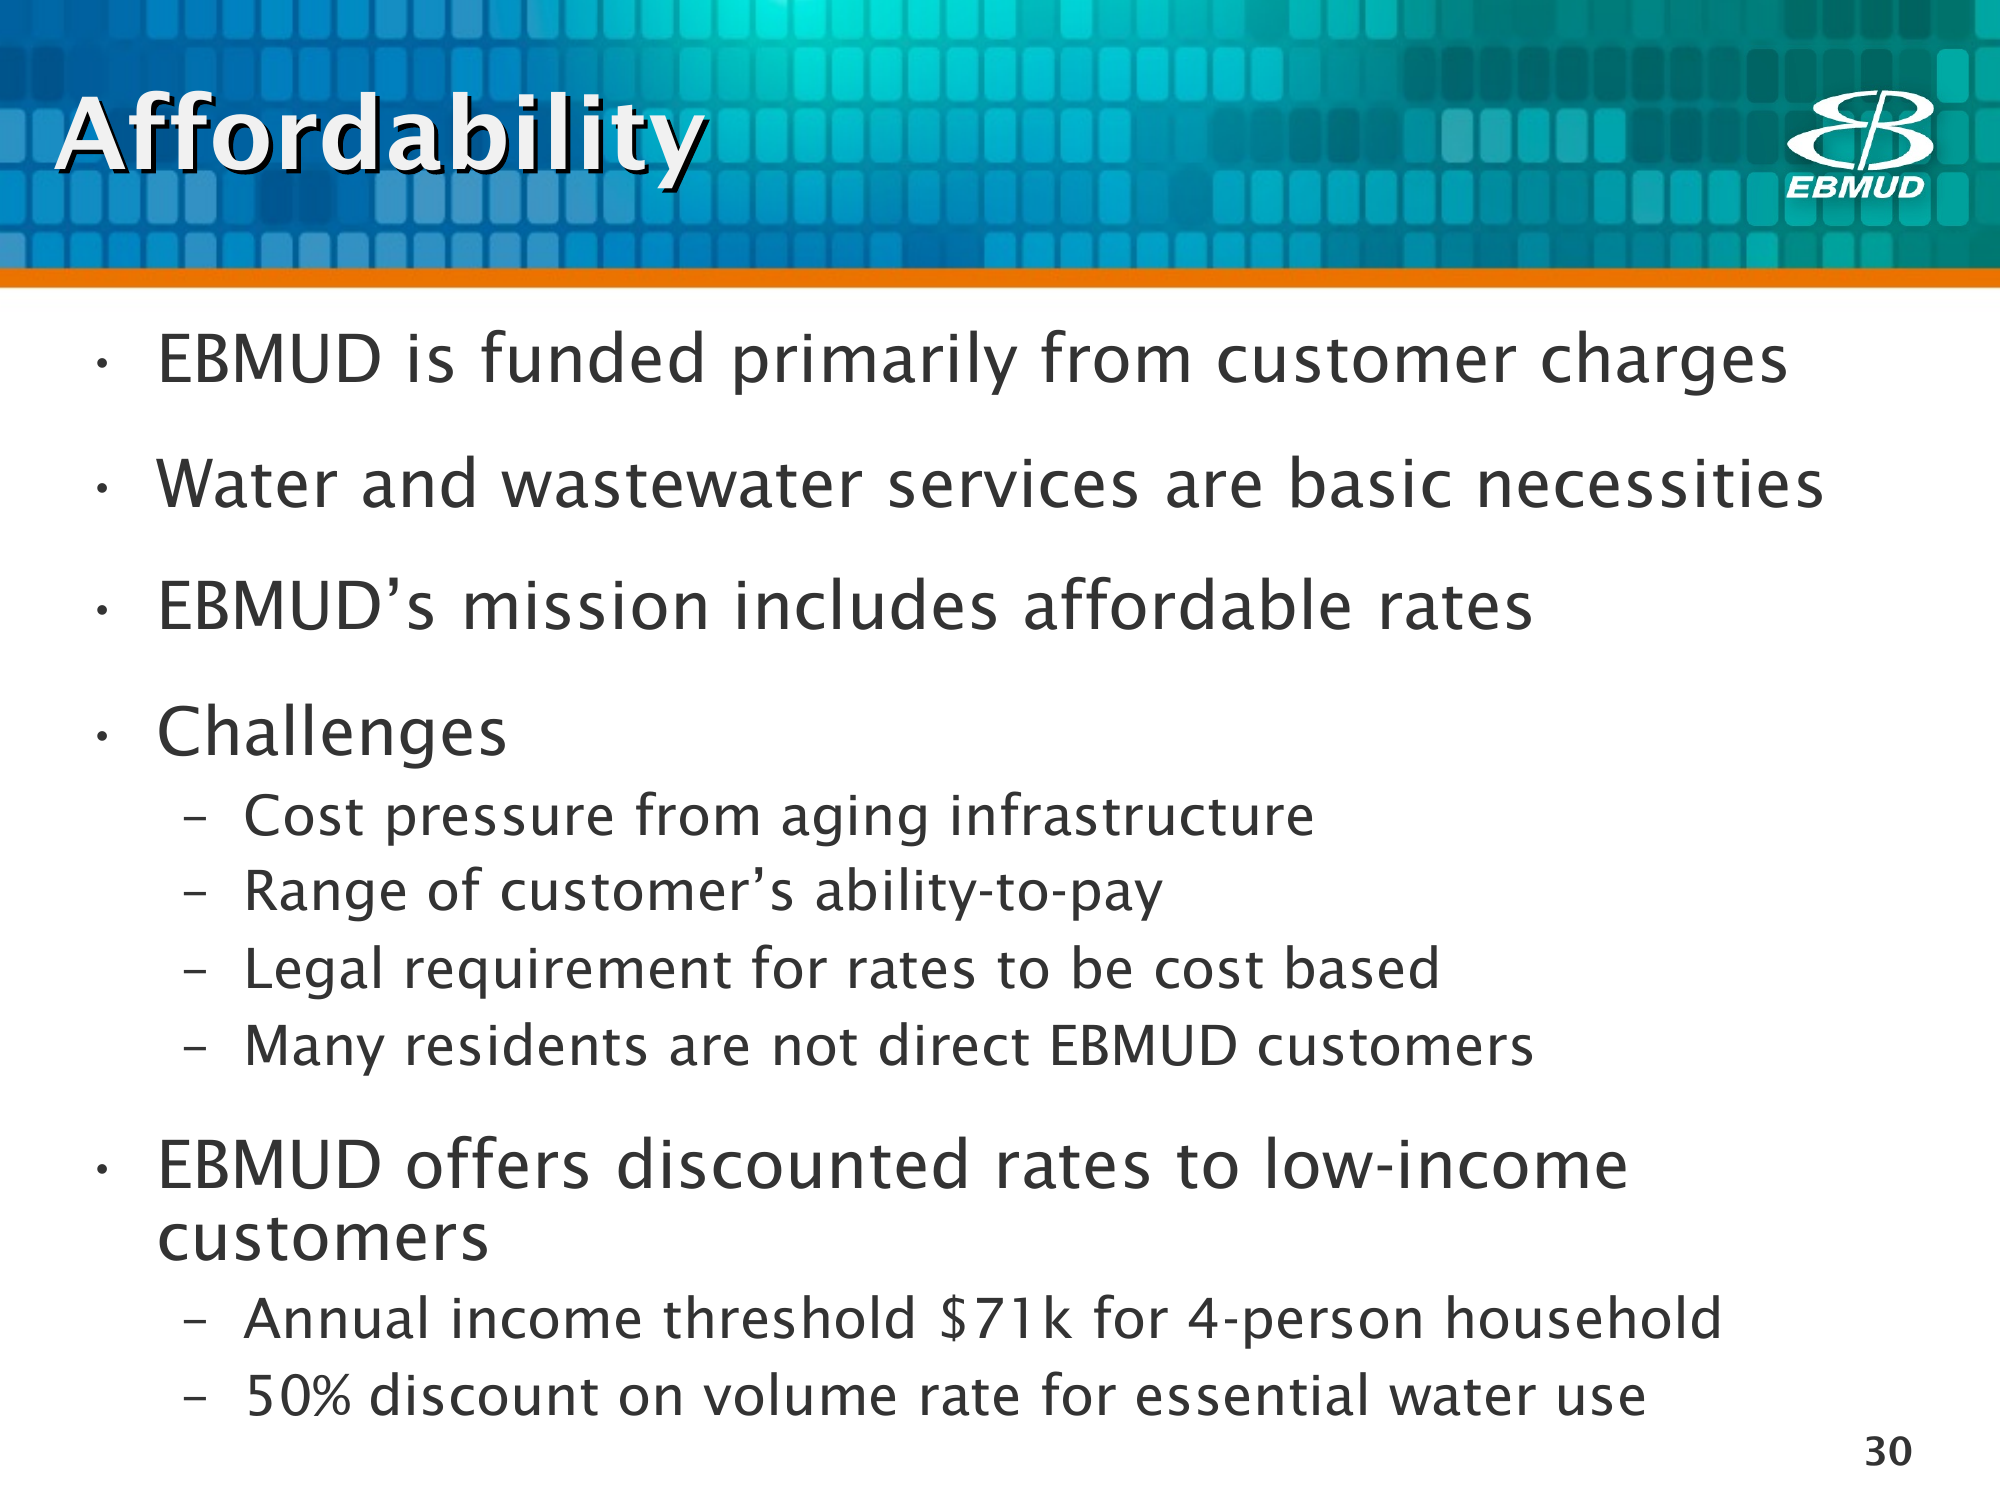 Affordability
EBMUD
• EBMUD is funded primarily from customer charges
• Water and wastewater services are basic necessities
• EBMUD’s mission includes affordable rates
• Challenges
– Cost pressure from aging infrastructure
– Range of customer’s ability-to-pay
– Legal requirement for rates to be cost based
– Many residents are not direct EBMUD customers
• EBMUD offers discounted rates to low-income
customers
– Annual income threshold $71k for 4-person household
– 50% discount on volume rate for essential water use
30